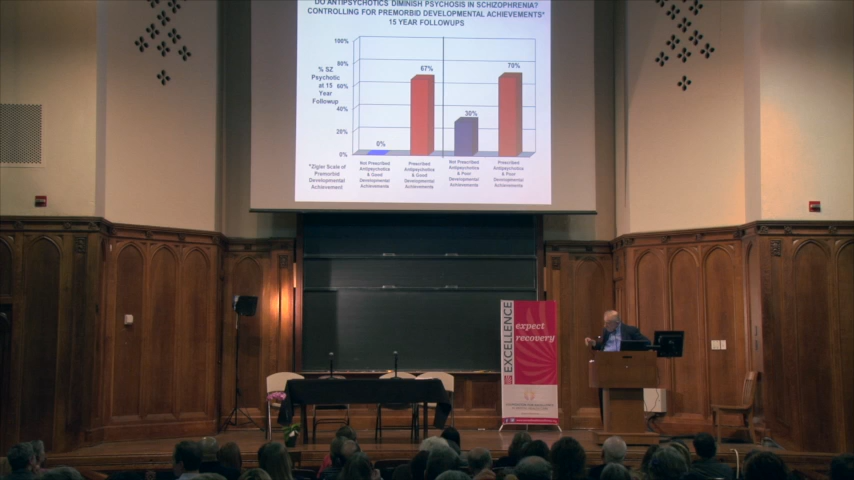 DO ANTIPSYCHOTICS DIMINISH PSYCHOSIS IN SCHIZOPHRENIA?
CONTROLLING FOR PREMORBID DEVELOPMENTAL ACHIEVEMENTS*
15 YEAR FOLLOWUPS
% SZ
Psychotic
at 15
Year
Followup
100%
80%
60%
40%
20%
0%
0%
67%
30%
70%
Not Prescribed
Antipsychotics
& Good
Developmental
Achievements
Prescribed
Antipsychotics
& Good
Developmental
Achievements
Not Prescribed
Antipsychotics
& Poor
Developmental
Achievements
Prescribed
Antipsychotics
& Poor
Developmental
Achievements
*Zigler Scale of
Premorbid
Developmental
Achievement
EXCELLENCE
expect
recovery